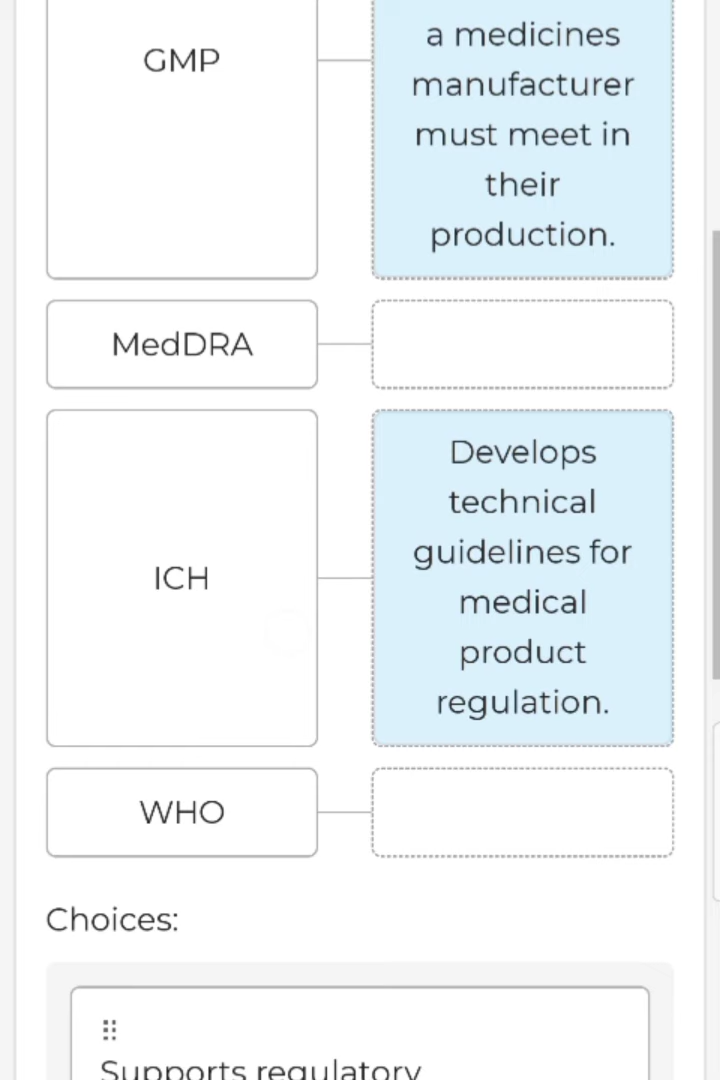 GMP
a medicines
manufacturer
must meet in
their
production.
MedDRA
ICH
Develops
technical
guidelines for
medical
product
regulation.
WHO
Choices:
Supports regulatory